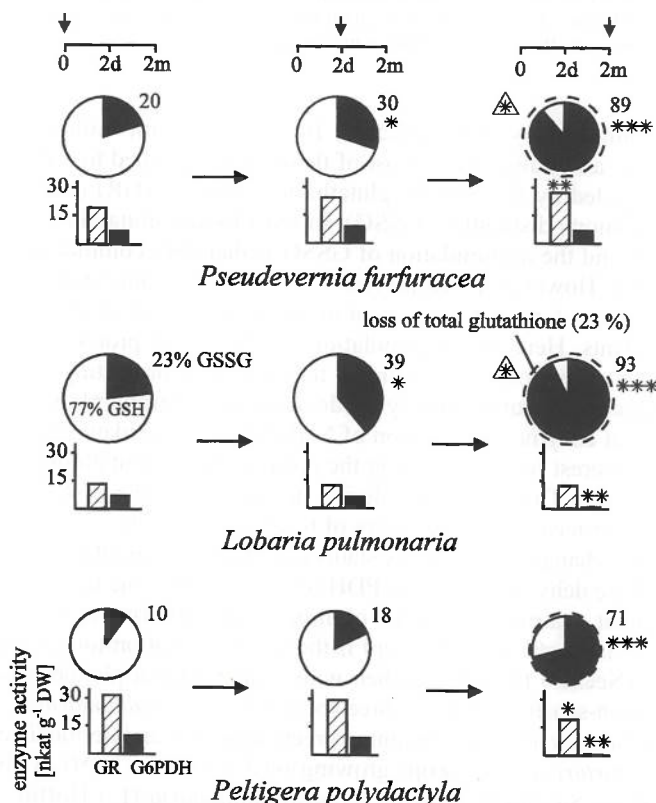 0 2d 2m 0 2d 2m 0 2d 2m
20 30 89
* * ***
30 **
15
Pseudevernia furfuracea
loss of total glutathione (23 %)
23% GSSG 39 93
77% GSH * * ***
30
15 **
Lobaria pulmonaria
10 18 71
***
enzyme activity
[nkat g⁻¹ DW]
30 *
15 **
GR G6PDH
Peltigera polydactyla